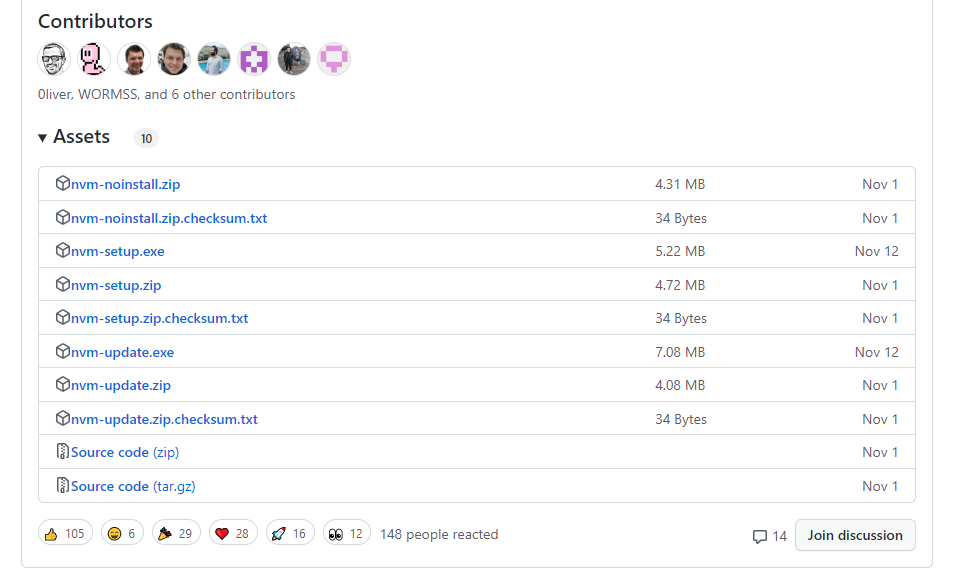 Contributors
0liver, WORMSS, and 6 other contributors
Assets 10
nvm-noinstall.zip 4.31 MB Nov 1
nvm-noinstall.zip.checksum.txt 34 Bytes Nov 1
nvm-setup.exe 5.22 MB Nov 12
nvm-setup.zip 4.72 MB Nov 1
nvm-setup.zip.checksum.txt 34 Bytes Nov 1
nvm-update.exe 7.08 MB Nov 12
nvm-update.zip 4.08 MB Nov 1
nvm-update.zip.checksum.txt 34 Bytes Nov 1
Source code (zip) Nov 1
Source code (tar.gz) Nov 1
105 6 29 28 16 12 148 people reacted 14 Join discussion